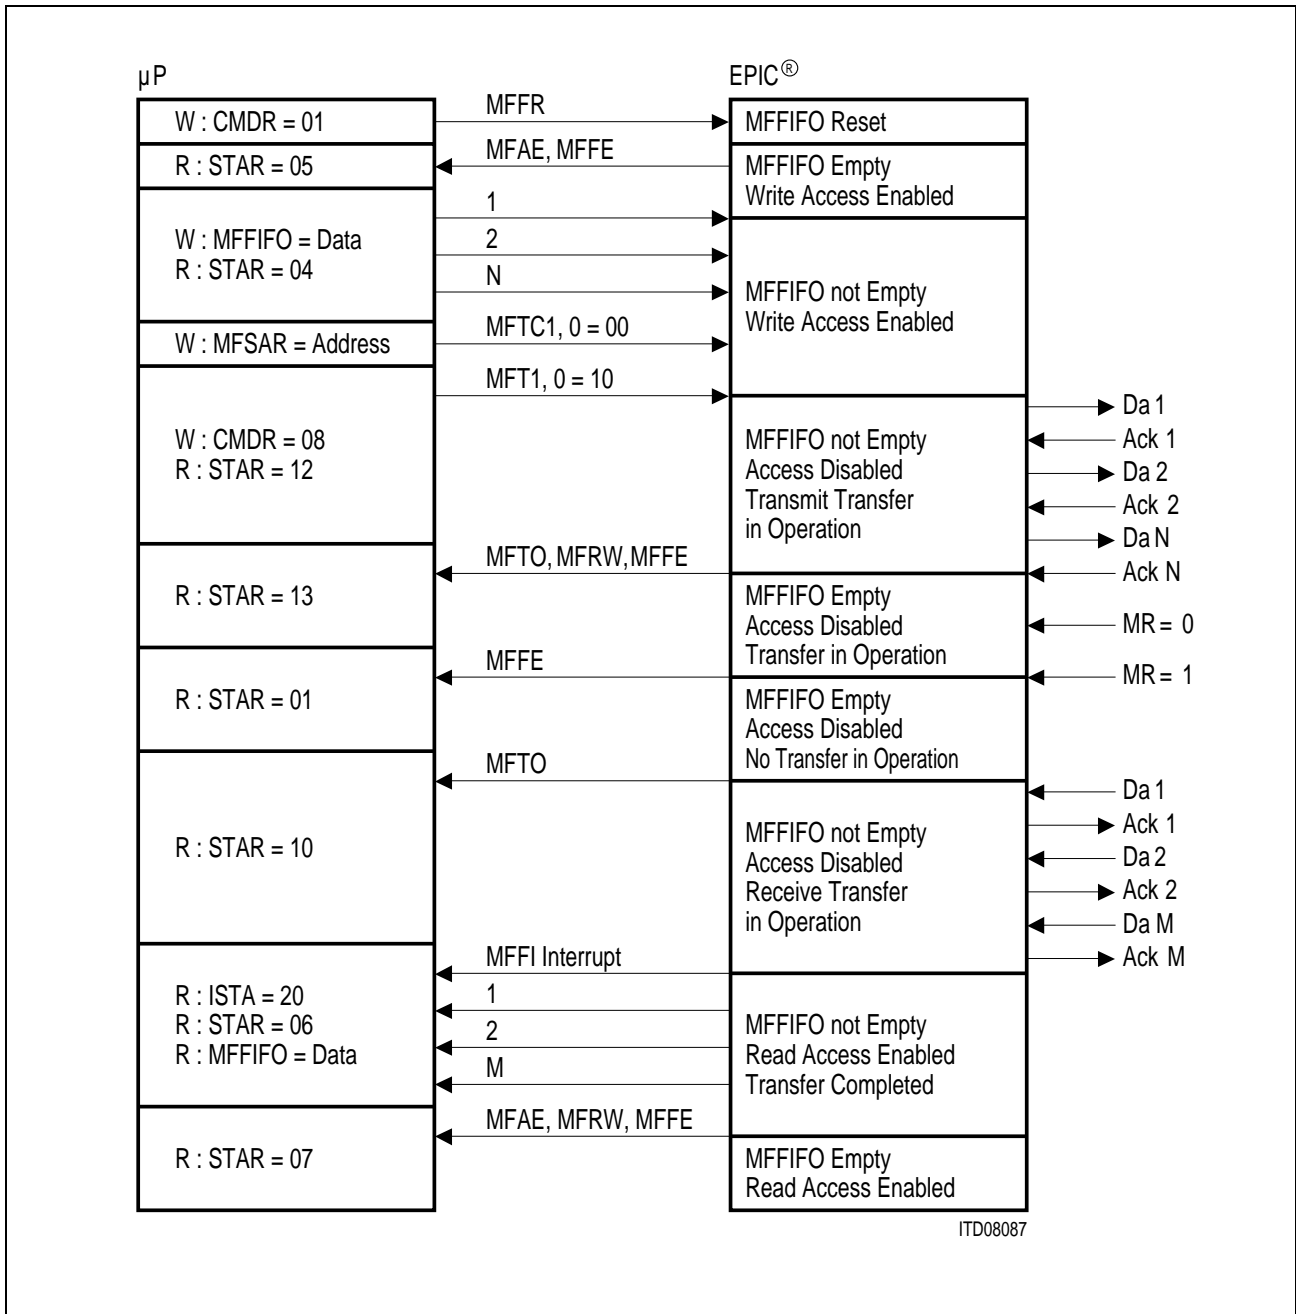 µP
EPIC®
W : CMDR = 01
MFFR
MFFIFO Reset
R : STAR = 05
MFAE, MFFE
MFFIFO Empty
Write Access Enabled
W : MFFIFO = Data
R : STAR = 04
1
2
N
MFFIFO not Empty
Write Access Enabled
W : MFSAR = Address
MFTC1, 0 = 00
MFT1, 0 = 10
W : CMDR = 08
R : STAR = 12
MFFIFO not Empty
Access Disabled
Transmit Transfer
in Operation
Da 1
Ack 1
Da 2
Ack 2
Da N
Ack N
R : STAR = 13
MFTO, MFRW, MFFE
MFFIFO Empty
Access Disabled
Transfer in Operation
MR = 0
MR = 1
R : STAR = 01
MFFE
MFFIFO Empty
Access Disabled
No Transfer in Operation
R : STAR = 10
MFTO
MFFIFO not Empty
Access Disabled
Receive Transfer
in Operation
Da 1
Ack 1
Da 2
Ack 2
Da M
Ack M
R : ISTA = 20
R : STAR = 06
R : MFFIFO = Data
MFFI Interrupt
1
2
M
MFFIFO not Empty
Read Access Enabled
Transfer Completed
R : STAR = 07
MFAE, MFRW, MFFE
MFFIFO Empty
Read Access Enabled
ITD08087